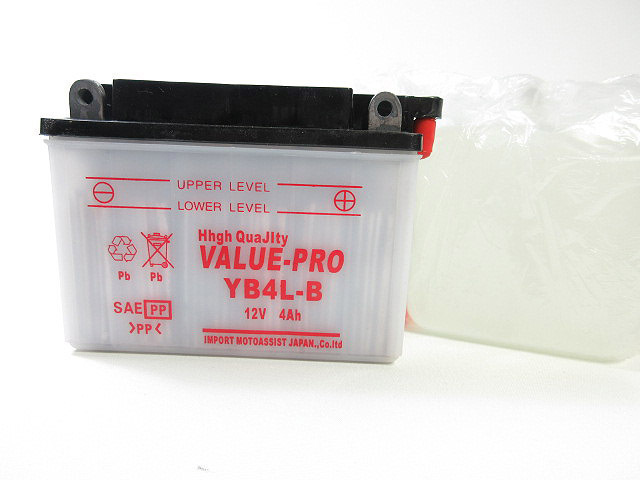 UPPER LEVEL
LOWER LEVEL
Hhgh QuaJIty
VALUE-PRO
YB4L-B
12V 4Ah
Pb Pb
SAE PP
>PP<
IMPORT MOTOASSIST JAPAN.,Co.ltd